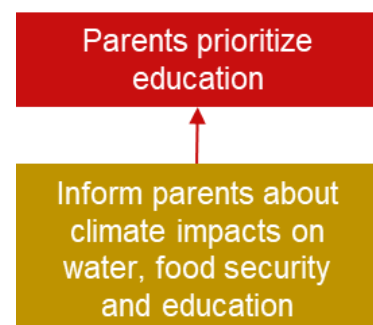 Parents prioritize
education
Inform parents about
climate impacts on
water, food security
and education